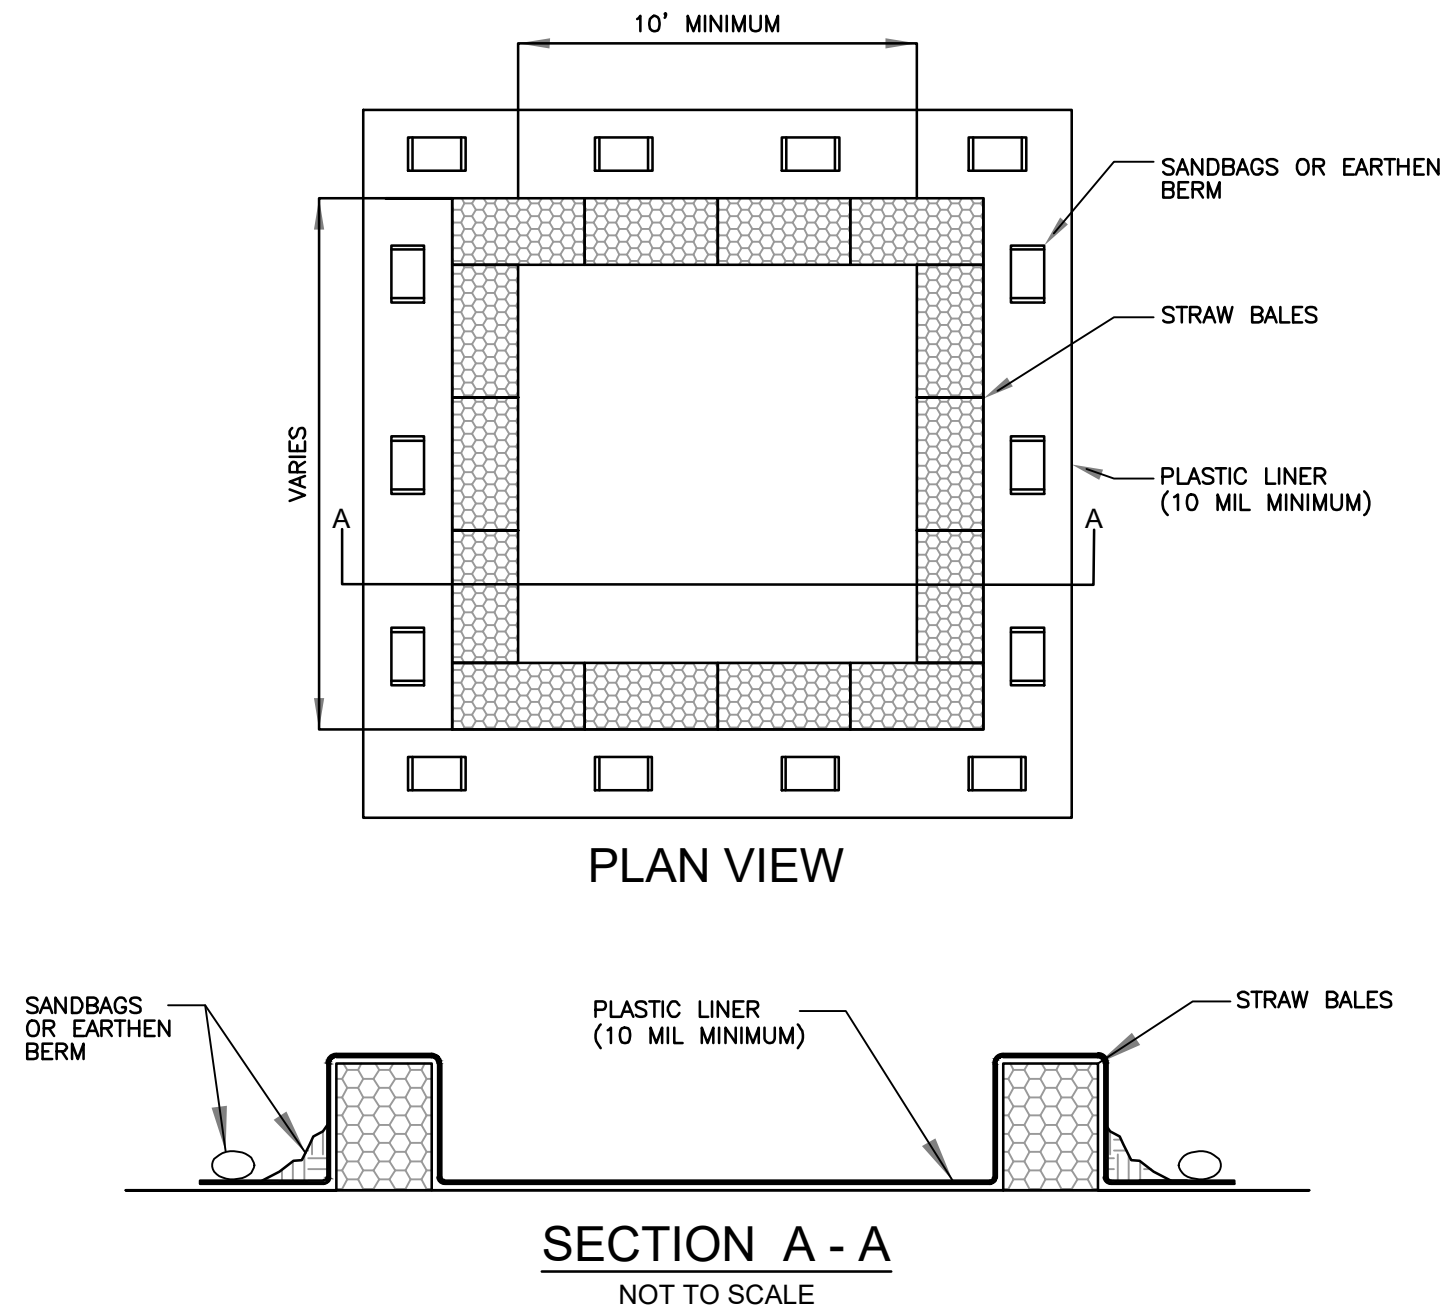 10' MINIMUM
SANDBAGS OR EARTHEN
BERM
STRAW BALES
VARIES
PLASTIC LINER
(10 MIL MINIMUM)
A
A
PLAN VIEW
SANDBAGS
OR EARTHEN
BERM
PLASTIC LINER
(10 MIL MINIMUM)
STRAW BALES
SECTION A - A
NOT TO SCALE